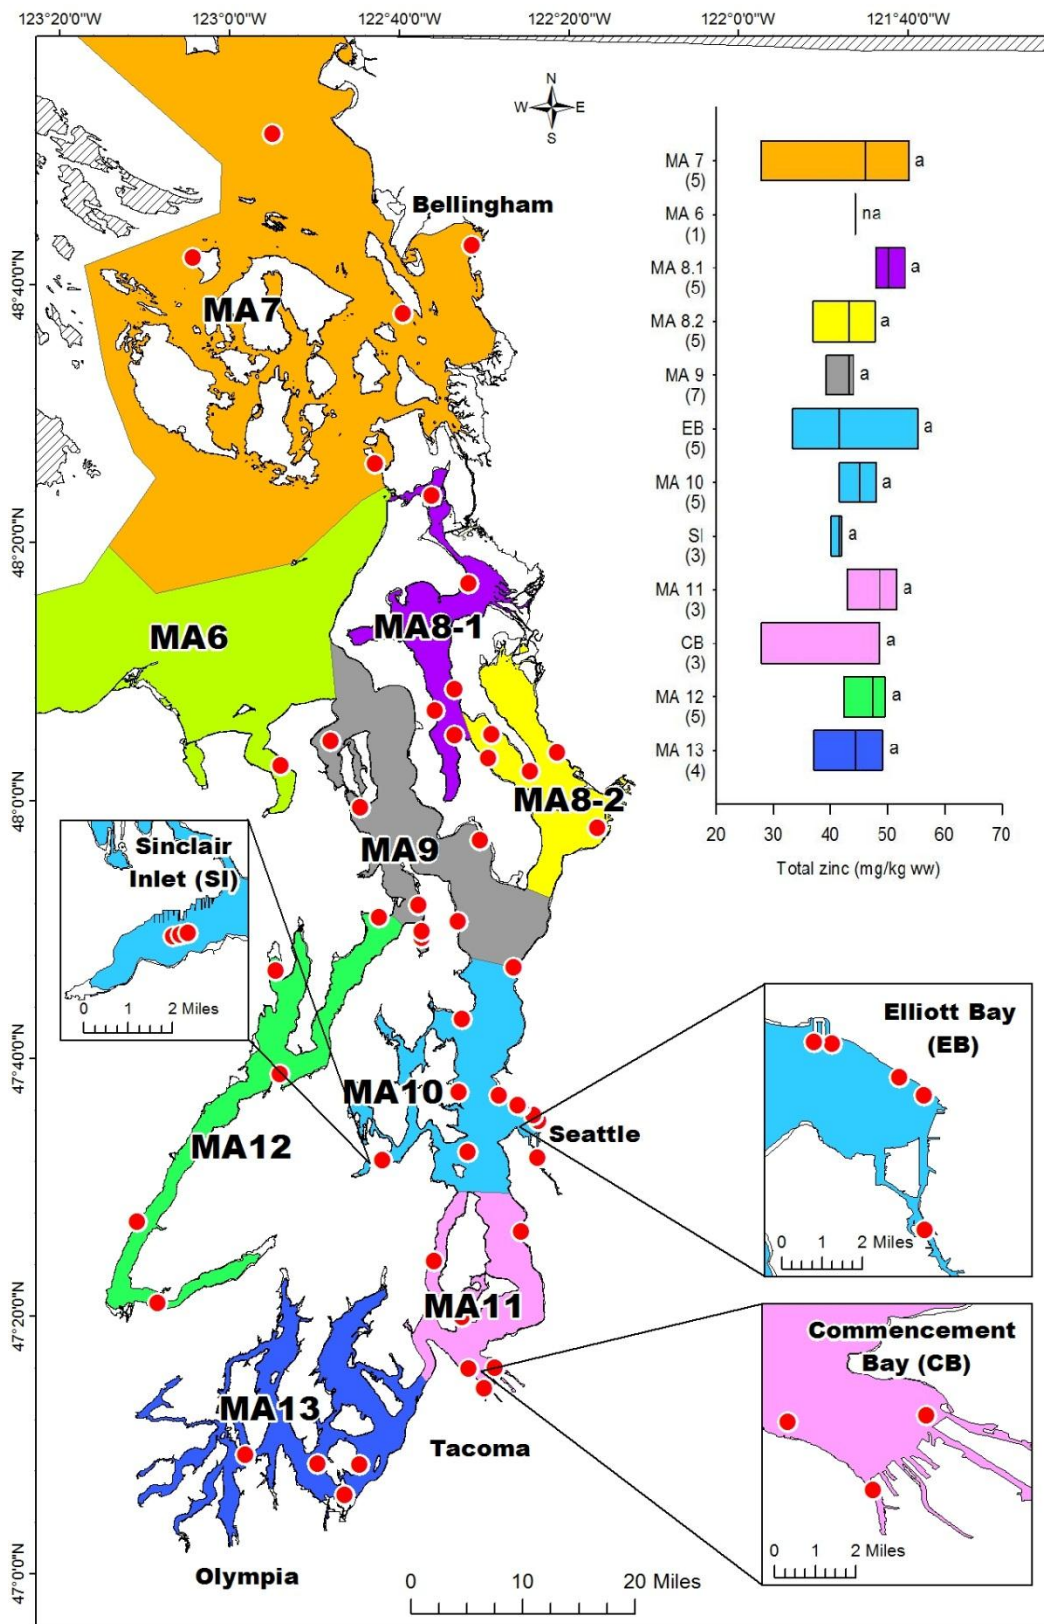 123°20'0"W 123°0'0"W 122°40'0"W 122°20'0"W 122°0'0"W 121°40'0"W
N
W E
S
Bellingham
MA7
MA6
MA8-1
MA8-2
MA9
MA10
MA12
MA11
MA13
Seattle
Tacoma
Olympia
48°40'0"N
48°20'0"N
48°0'0"N
47°40'0"N
47°20'0"N
47°0'0"N
MA 7
(5)
a
MA 6
(1)
na
MA 8.1
(5)
a
MA 8.2
(5)
a
MA 9
(7)
a
EB
(5)
a
MA 10
(5)
a
SI
(3)
a
MA 11
(3)
a
CB
(3)
a
MA 12
(5)
a
MA 13
(4)
a
20 30 40 50 60 70
Total zinc (mg/kg ww)
Sinclair
Inlet (SI)
0 1 2 Miles
Elliott Bay
(EB)
0 1 2 Miles
Commencement
Bay (CB)
0 1 2 Miles
0 10 20 Miles